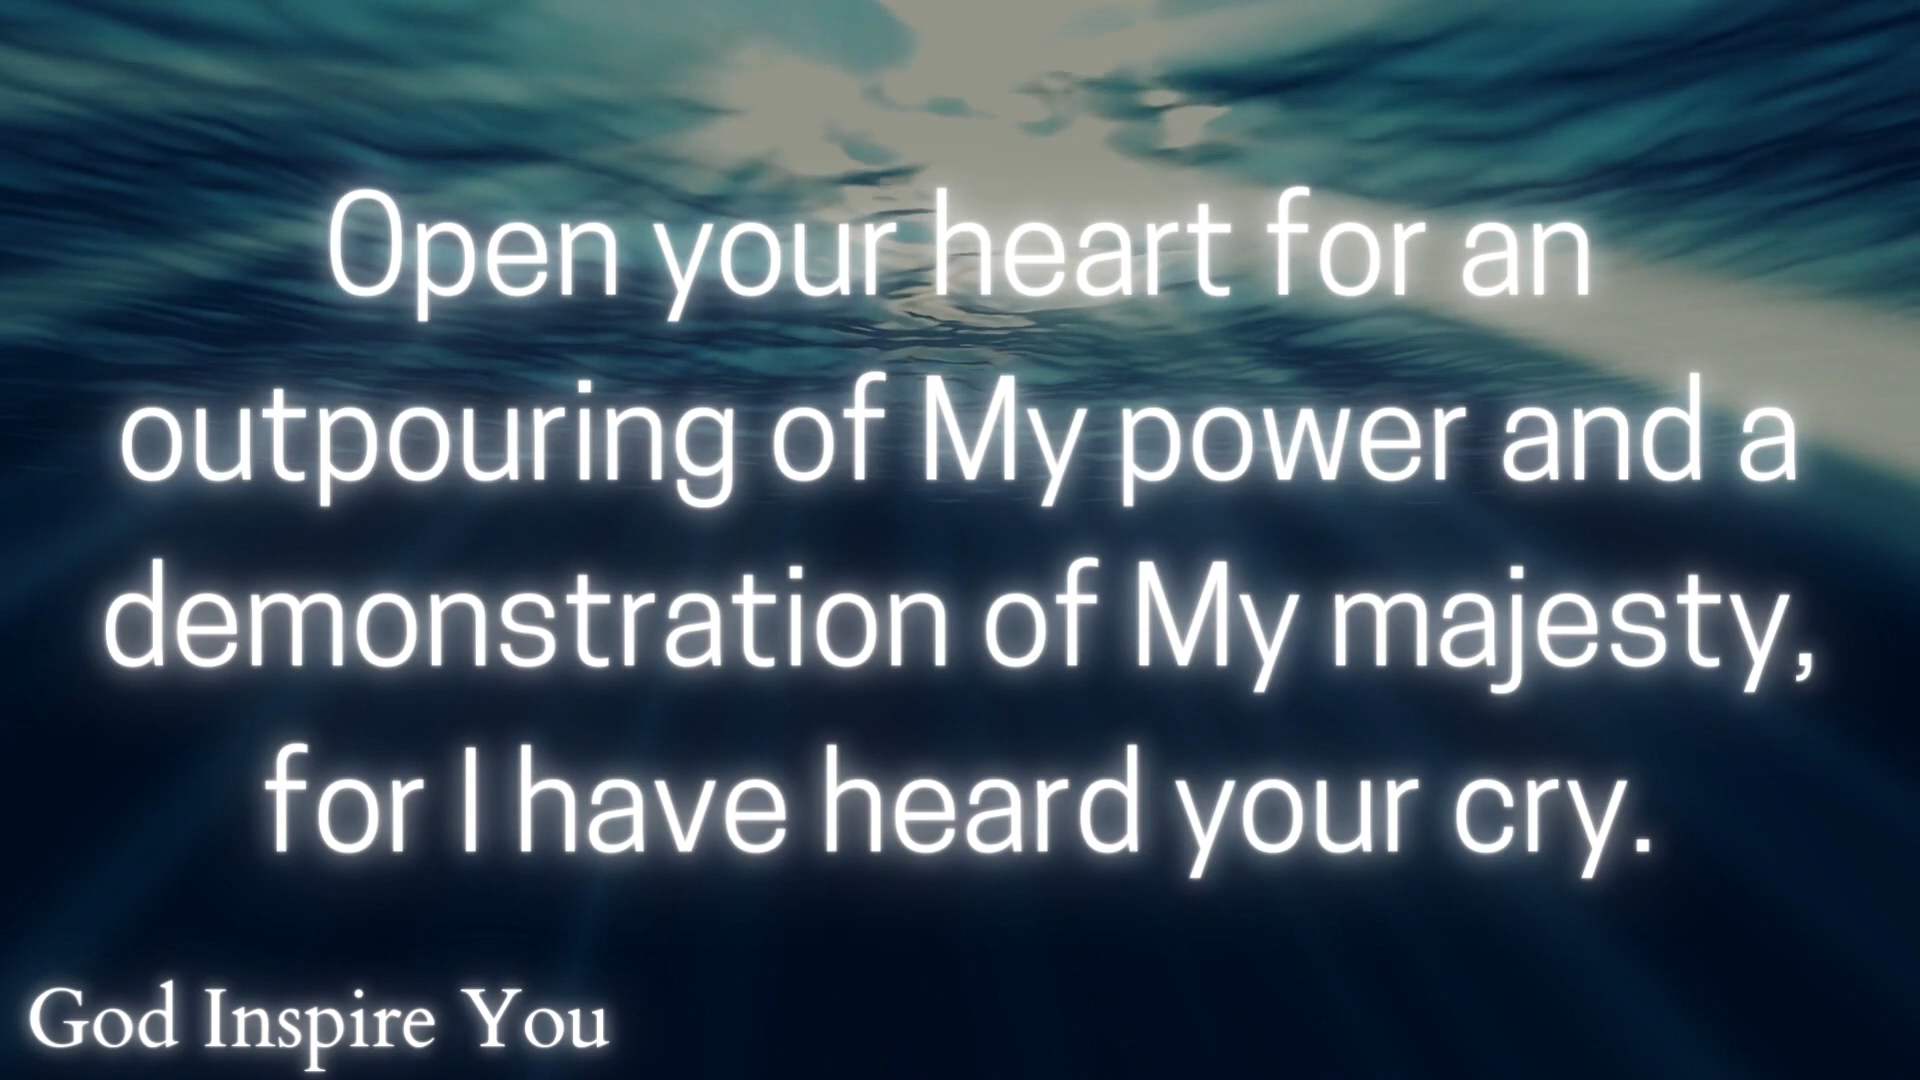 Open your heart for an
outpouring of My power and a
demonstration of My majesty,
for I have heard your cry.
God Inspire You